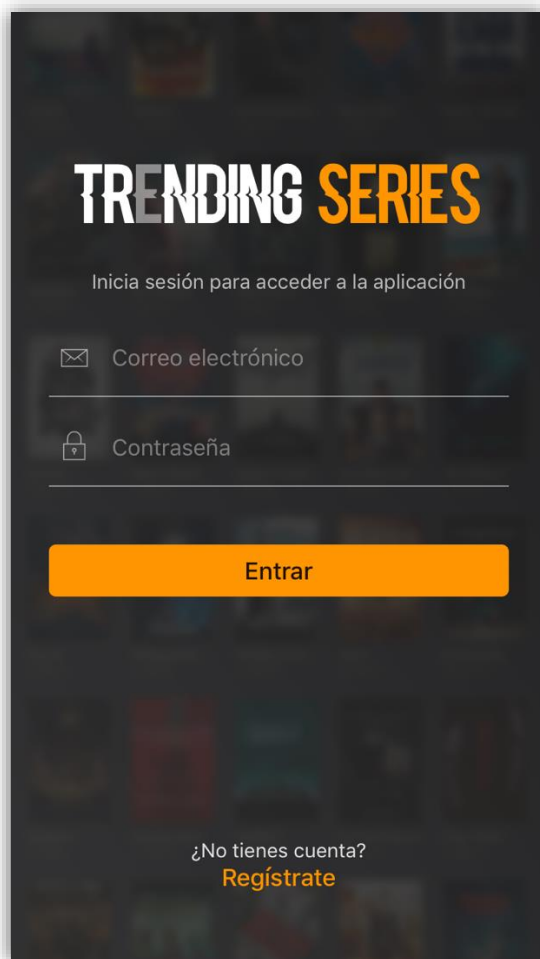 TRENDING SERIES
Inicia sesión para acceder a la aplicación
Correo electrónico
Contraseña
Entrar
¿No tienes cuenta?
Regístrate